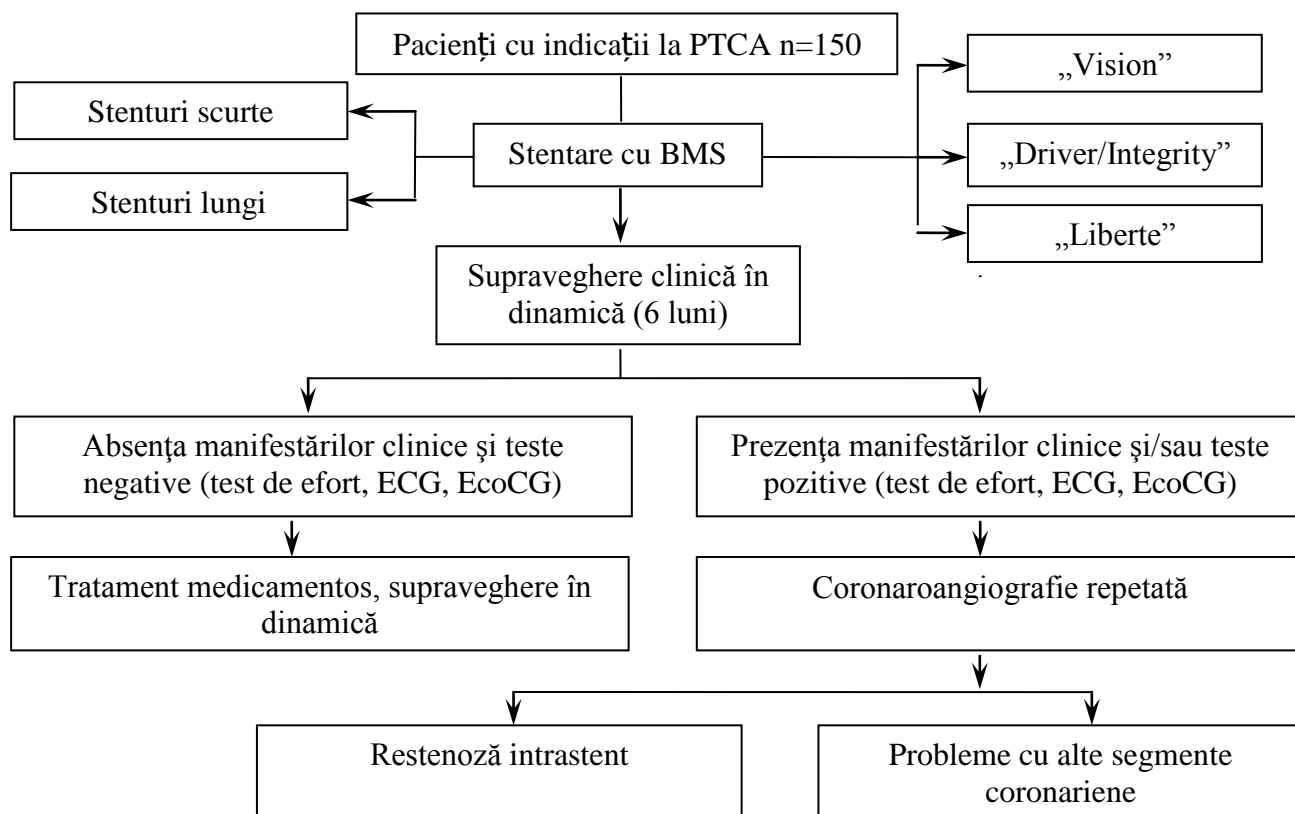 Pacienți cu indicații la PTCA n=150
„Vision”
Stenturi scurte
Stentare cu BMS
„Driver/Integrity”
Stenturi lungi
„Liberte”
Supraveghere clinică în
dinamică (6 luni)
Absenţa manifestărilor clinice şi teste
negative (test de efort, ECG, EcoCG)
Prezenţa manifestărilor clinice şi/sau teste
pozitive (test de efort, ECG, EcoCG)
Tratament medicamentos, supraveghere în
dinamică
Coronaroangiografie repetată
Restenoză intrastent
Probleme cu alte segmente
coronariene